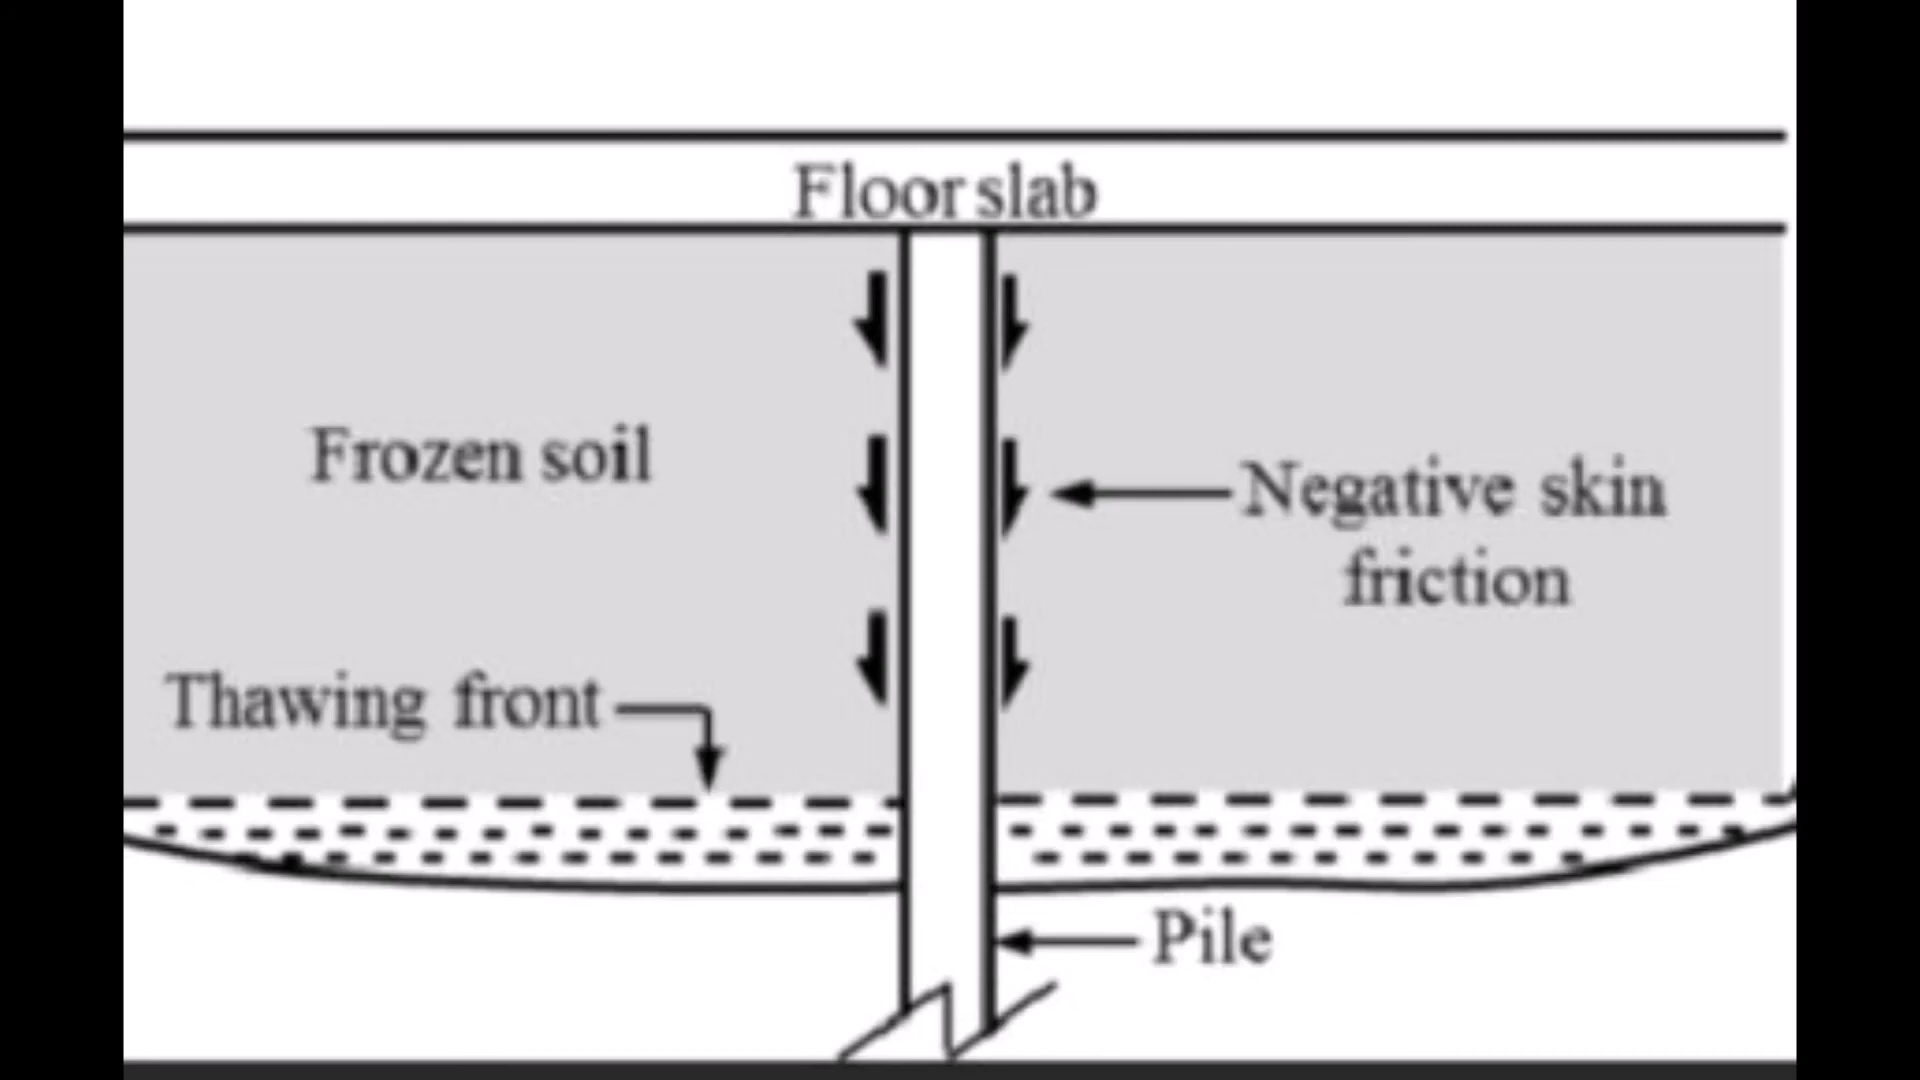 Floor slab
Frozen soil
Negative skin
friction
Thawing front
Pile